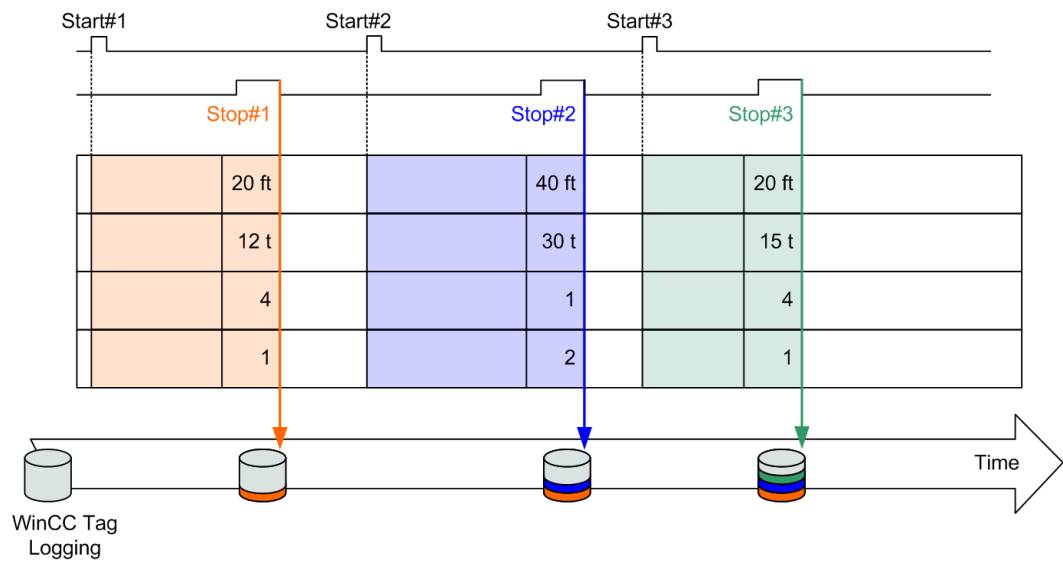 Start#1 Start#2 Start#3
Stop#1 Stop#2 Stop#3
20 ft 40 ft 20 ft
12 t 30 t 15 t
4 1 4
1 2 1
Time
WinCC Tag
Logging